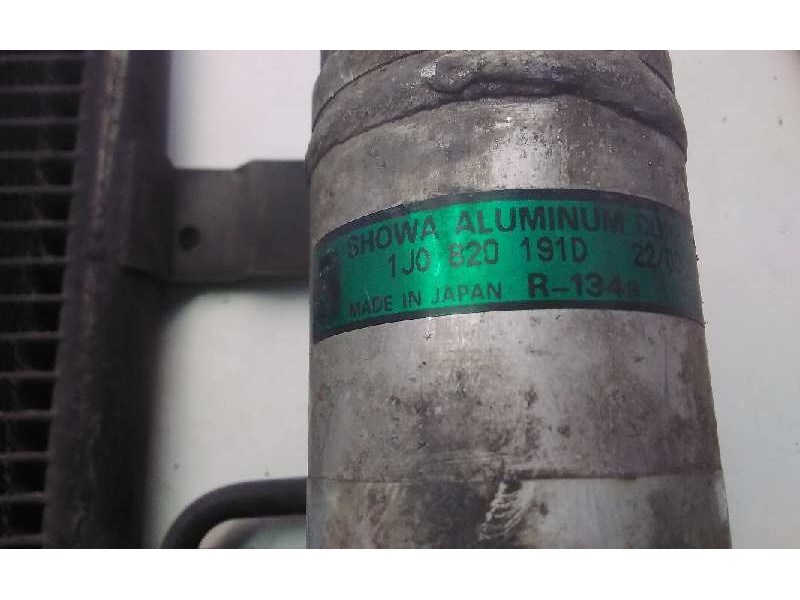 SHOWA ALUMINUM
1J0 820 191D
MADE IN JAPAN R-134a